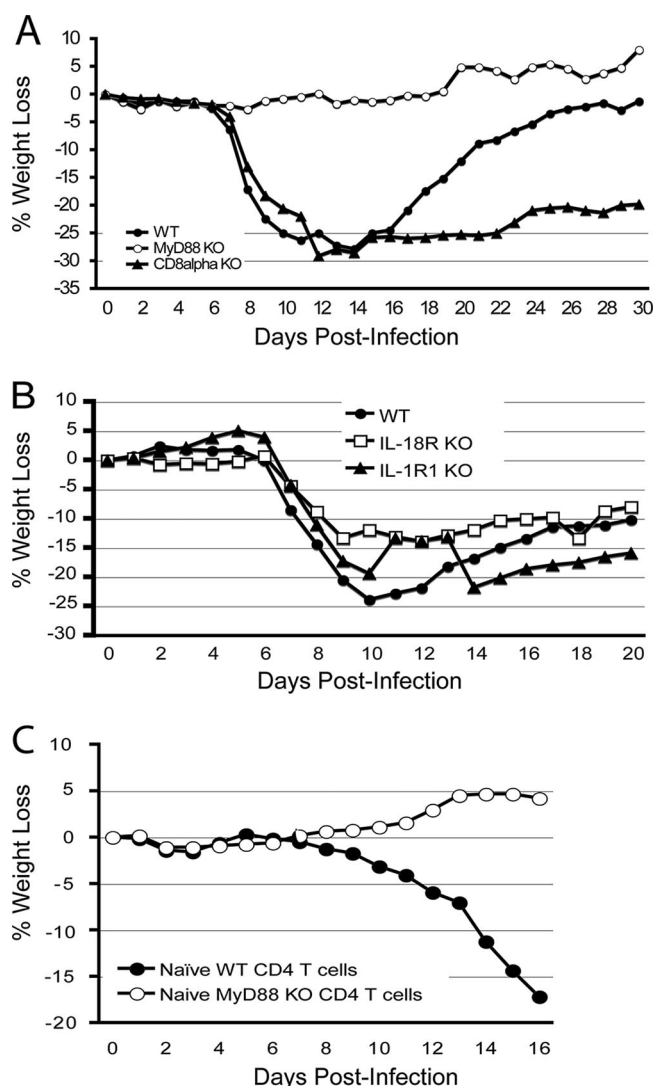 A
10
5
0
-5
-10
-15
-20
-25
-30
-35
% Weight Loss
WT
MyD88 KO
CD8alpha KO
0 2 4 6 8 10 12 14 16 18 20 22 24 26 28 30
Days Post-Infection
B
10
5
0
-5
-10
-15
-20
-25
-30
% Weight Loss
WT
IL-18R KO
IL-1R1 KO
0 2 4 6 8 10 12 14 16 18 20
Days Post-Infection
C
10
5
0
-5
-10
-15
-20
% Weight Loss
Naïve WT CD4 T cells
Naive MyD88 KO CD4 T cells
0 2 4 6 8 10 12 14 16
Days Post-Infection